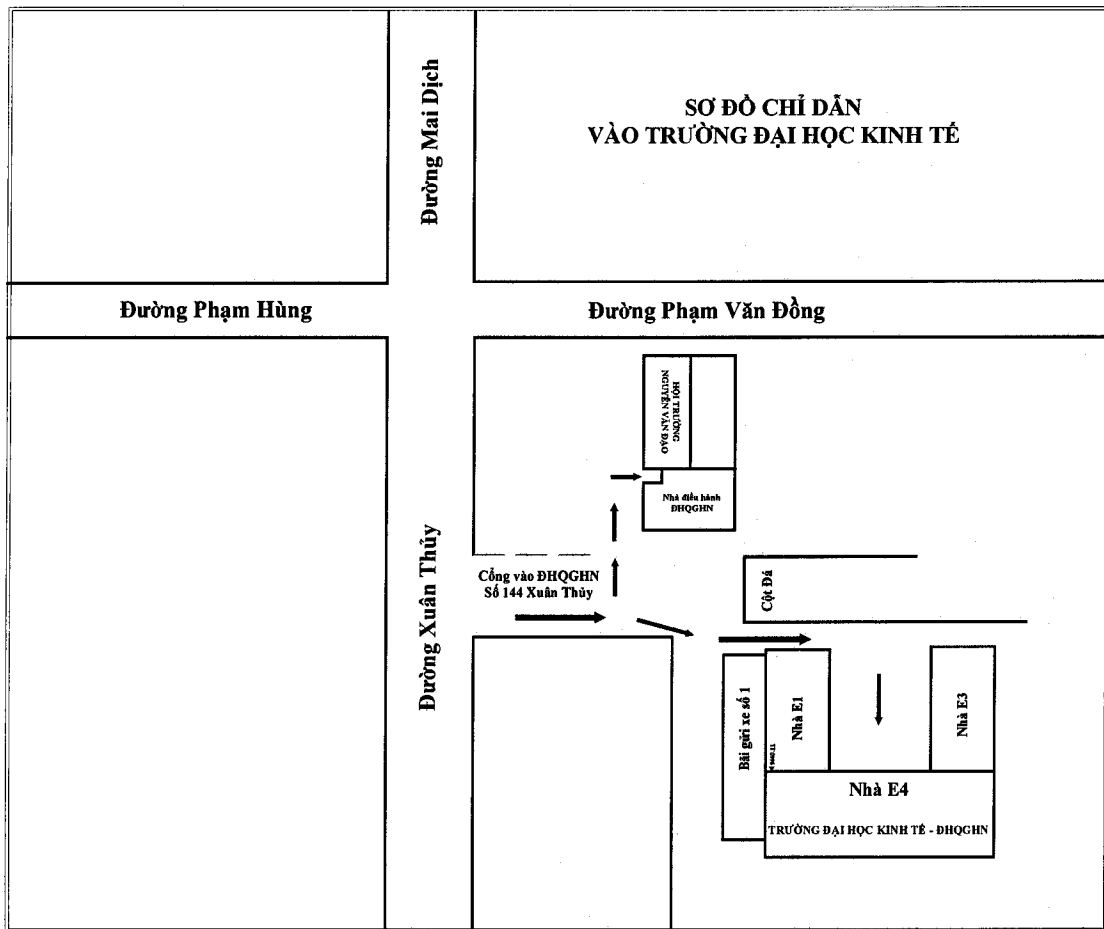 SƠ ĐỒ CHỈ DẪN
VÀO TRƯỜNG ĐẠI HỌC KINH TẾ
Đường Mai Dịch
Đường Phạm Hùng
Đường Phạm Văn Đồng
HỘI TRƯỜNG
NGUYỄN VĂN ĐẠO
Nhà điều hành
ĐHQGHN
Đường Xuân Thủy
Cổng vào ĐHQGHN
Số 144 Xuân Thủy
Cột Đá
Bãi gửi xe số 1
Nhà E1
Nhà E3
Nhà E4
TRƯỜNG ĐẠI HỌC KINH TẾ - ĐHQGHN